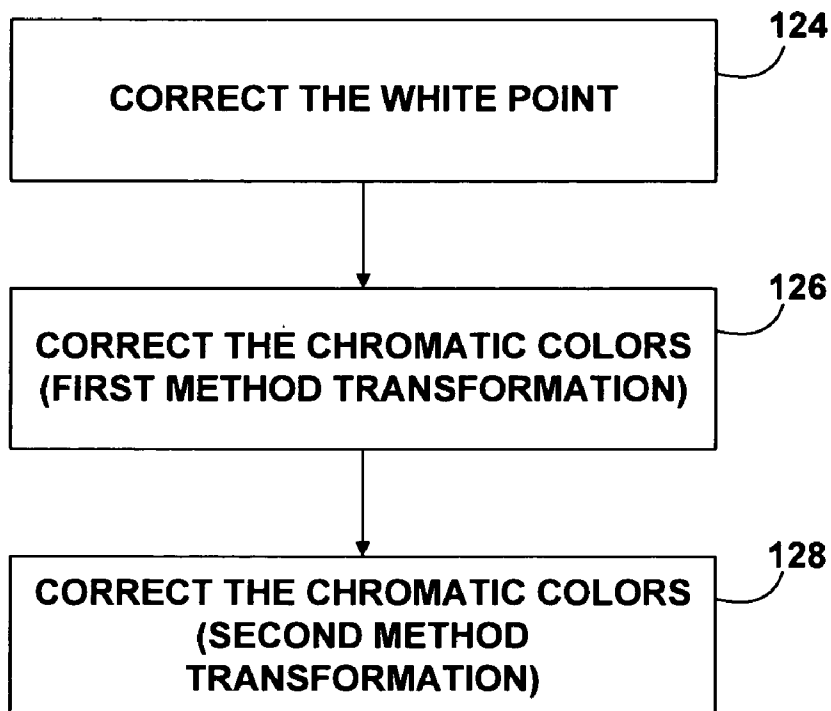 124
CORRECT THE WHITE POINT
126
CORRECT THE CHROMATIC COLORS
(FIRST METHOD TRANSFORMATION)
128
CORRECT THE CHROMATIC COLORS
(SECOND METHOD
TRANSFORMATION)